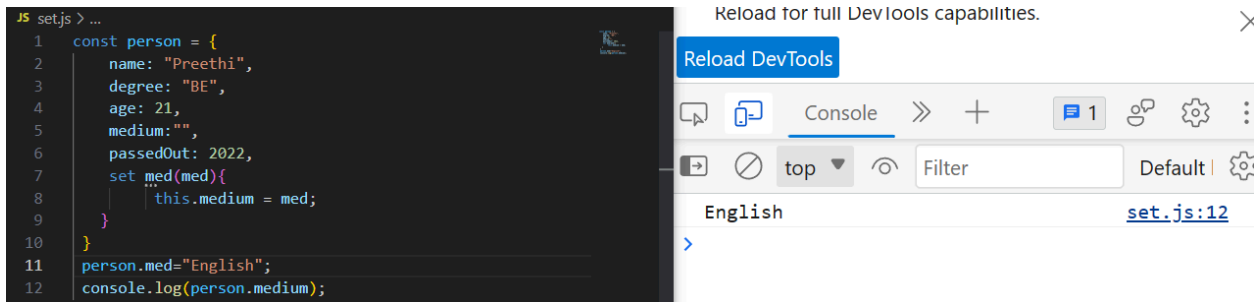 JS set.js > ...
1 const person = {
2 name: "Preethi",
3 degree: "BE",
4 age: 21,
5 medium:"",
6 passedOut: 2022,
7 set med(med){
8 this.medium = med;
9 }
10 }
11 person.med="English";
12 console.log(person.medium);
Reload for full DevTools capabilities.
Reload DevTools
Console 1
top Filter Default
English set.js:12